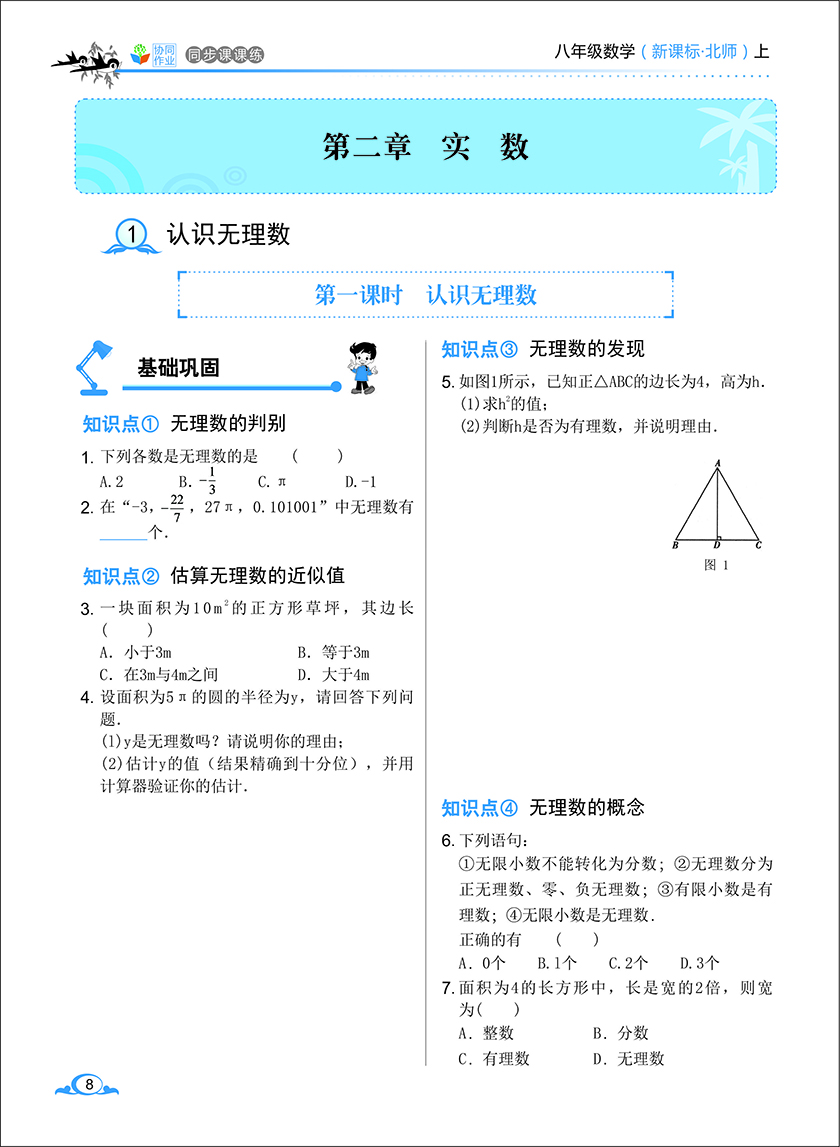 协同作业 同步课课练
八年级数学（新课标·北师）上
第二章 实 数
1 认识无理数
第一课时 认识无理数
基础巩固
知识点① 无理数的判别
1. 下列各数是无理数的是 （ ）
A.2 B.-1/3 C.π D.-1
2. 在“-3，-22/7，27π，0.101001”中无理数有
______个.
知识点② 估算无理数的近似值
3. 一块面积为10m²的正方形草坪，其边长
（ ）
A. 小于3m B. 等于3m
C. 在3m与4m之间 D. 大于4m
4. 设面积为5π的圆的半径为y，请回答下列问
题.
(1)y是无理数吗？请说明你的理由；
(2)估计y的值（结果精确到十分位），并用
计算器验证你的估计.
知识点③ 无理数的发现
5. 如图1所示，已知正△ABC的边长为4，高为h.
(1)求h²的值；
(2)判断h是否为有理数，并说明理由.
A
B D C
图 1
知识点④ 无理数的概念
6. 下列语句：
①无限小数不能转化为分数；②无理数分为
正无理数、零、负无理数；③有限小数是有
理数；④无限小数是无理数.
正确的有 （ ）
A. 0个 B.1个 C.2个 D.3个
7. 面积为4的长方形中，长是宽的2倍，则宽
为（ ）
A. 整数 B. 分数
C. 有理数 D. 无理数
8